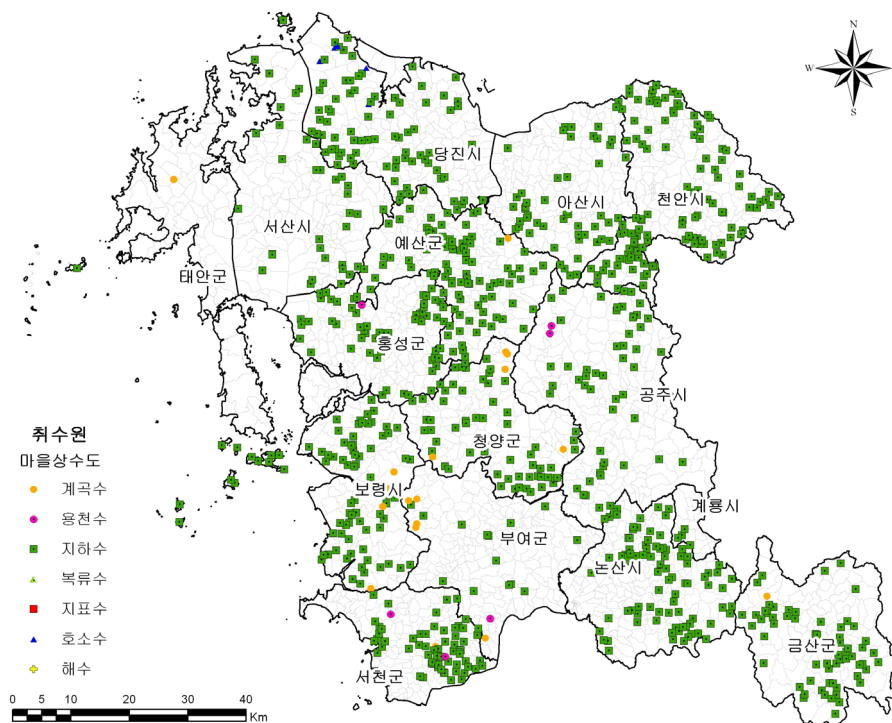 N
W
S
당진시
아산시
천안시
서산시
예산군
태안군
홍성군
공주시
청양군
보령시
계룡시
부여군
논산시
금산군
서천군
취수원
마을상수도
계곡수
용천수
지하수
복류수
지표수
호소수
해수
0 5 10 20 30 40
Km